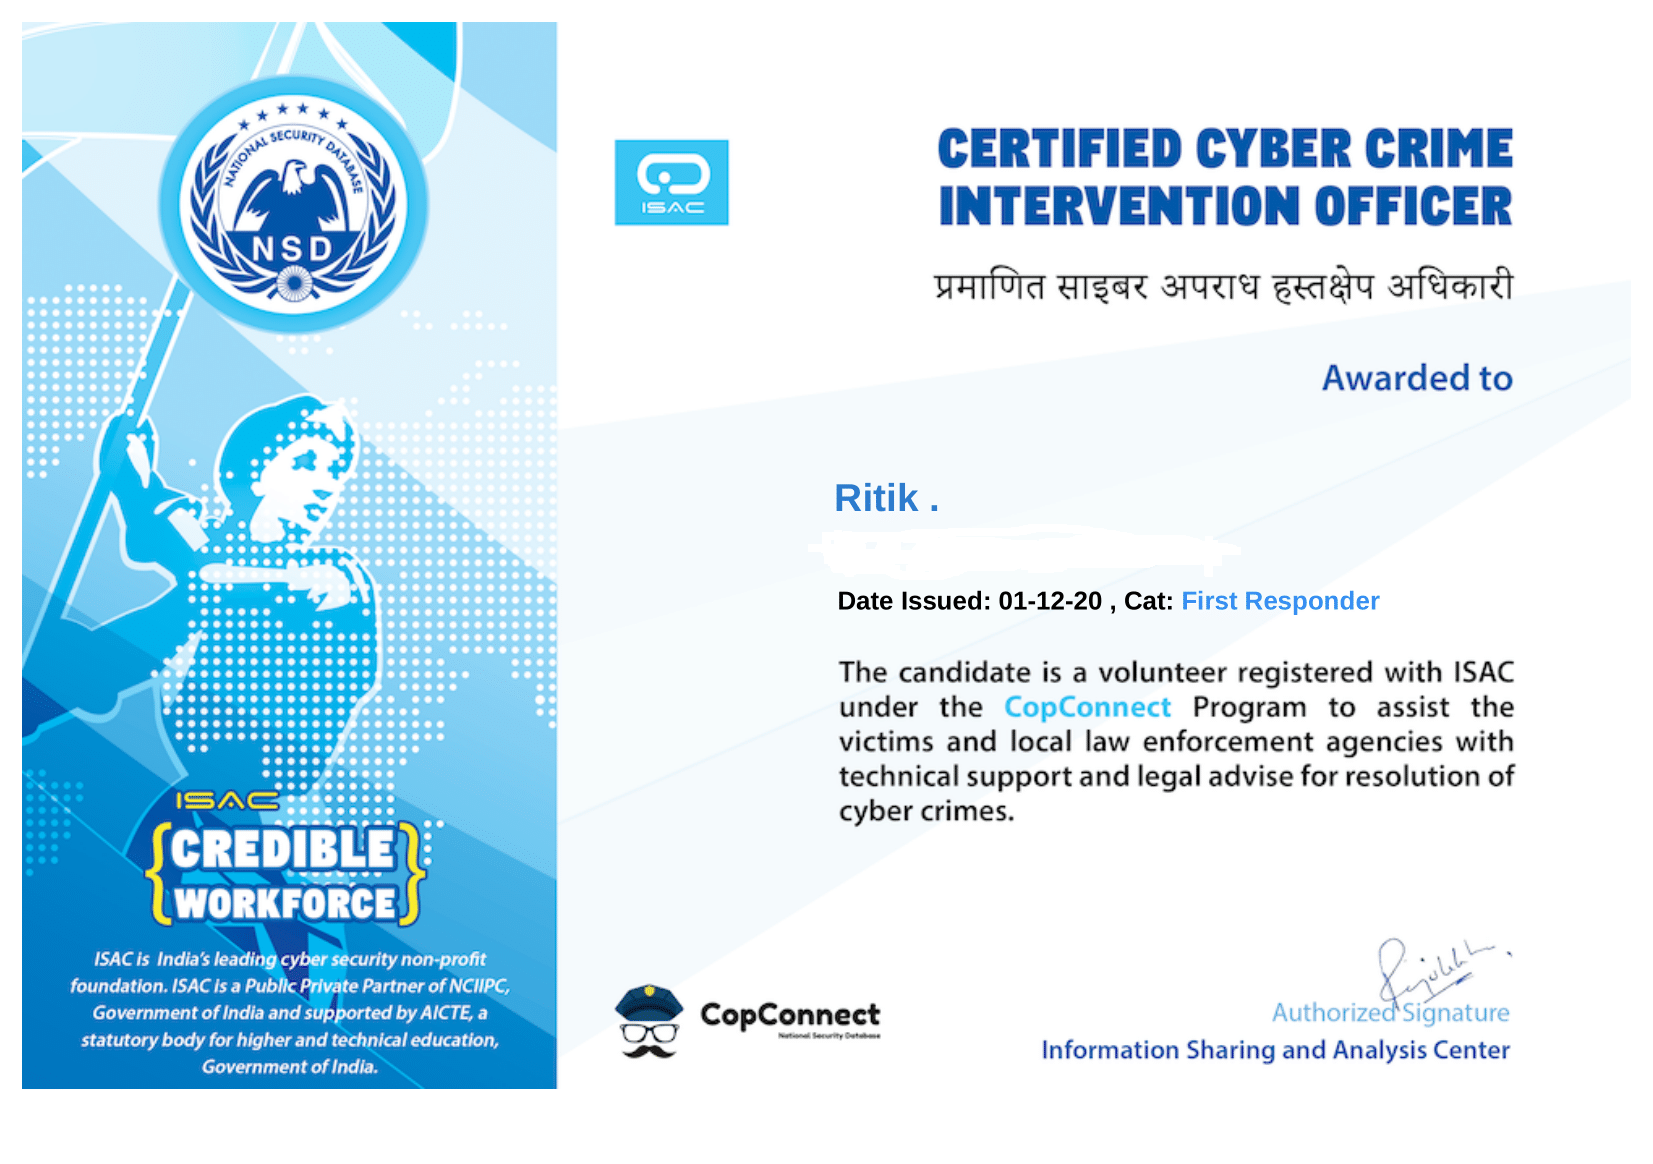 NATIONAL SECURITY DATABASE
NSD
ISAC
CREDIBLE
WORKFORCE
ISAC is India's leading cyber security non-profit
foundation. ISAC is a Public Private Partner of NCIIPC,
Government of India and supported by AICTE, a
statutory body for higher and technical education,
Government of India.
ISAC
CERTIFIED CYBER CRIME
INTERVENTION OFFICER
प्रमाणित साइबर अपराध हस्तक्षेप अधिकारी
Awarded to
Ritik .
Date Issued: 01-12-20 , Cat: First Responder
The candidate is a volunteer registered with ISAC
under the CopConnect Program to assist the
victims and local law enforcement agencies with
technical support and legal advise for resolution of
cyber crimes.
CopConnect
National Security Database
Authorized Signature
Information Sharing and Analysis Center